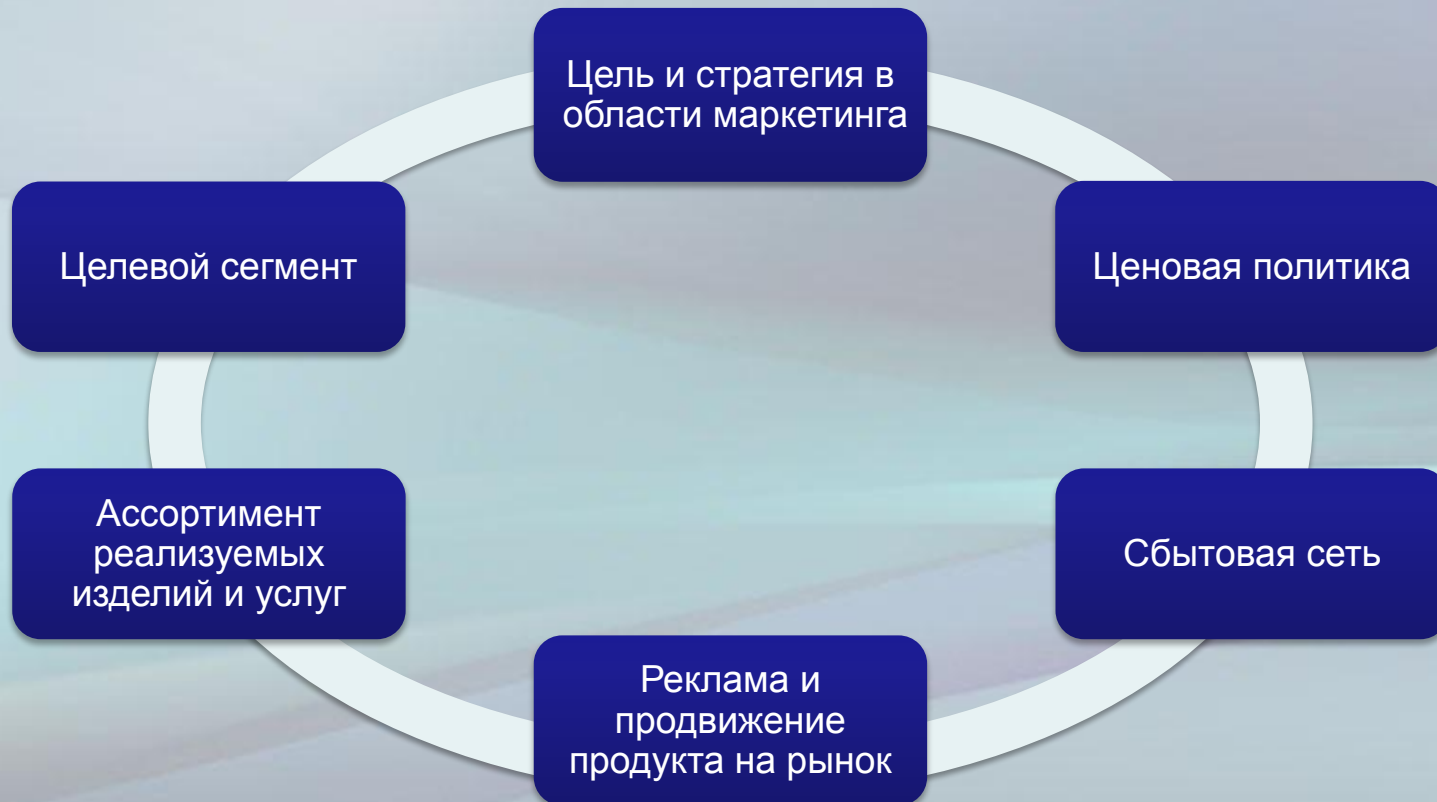 Цель и стратегия в
области маркетинга
Целевой сегмент
Ценовая политика
Ассортимент
реализуемых
изделий и услуг
Сбытовая сеть
Реклама и
продвижение
продукта на рынок